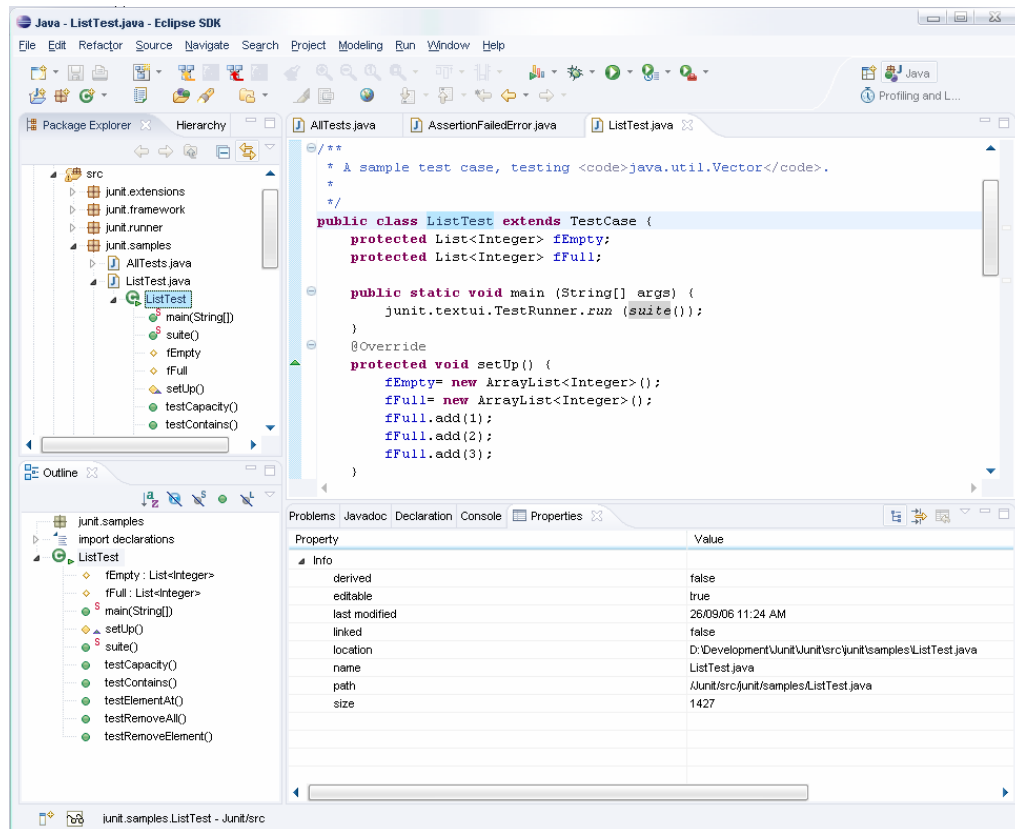 Java - ListTest.java - Eclipse SDK
File Edit Refactor Source Navigate Search Project Modeling Run Window Help
Java
Profiling and L...
Package Explorer Hierarchy
src
junit.extensions
junit.framework
junit.runner
junit.samples
AllTests.java
ListTest.java
ListTest
main(String[])
suite()
fEmpty
fFull
setUp()
testCapacity()
testContains()
AllTests.java AssertionFailedError.java ListTest.java
/**
* A sample test case, testing <code>java.util.Vector</code>.
*
*/
public class ListTest extends TestCase {
protected List<Integer> fEmpty;
protected List<Integer> fFull;
public static void main (String[] args) {
junit.textui.TestRunner.run (suite());
}
@Override
protected void setUp() {
fEmpty= new ArrayList<Integer>();
fFull= new ArrayList<Integer>();
fFull.add(1);
fFull.add(2);
fFull.add(3);
}
Outline
junit.samples
import declarations
ListTest
fEmpty : List<Integer>
fFull : List<Integer>
main(String[])
setUp()
suite()
testCapacity()
testContains()
testElementAt()
testRemoveAll()
testRemoveElement()
Problems Javadoc Declaration Console Properties
Property Value
Info
derived false
editable true
last modified 26/09/06 11:24 AM
linked false
location D:\Development\Junit\Junit\src\junit\samples\ListTest.java
name ListTest.java
path /Junit/src/junit/samples/ListTest.java
size 1427
junit.samples.ListTest - Junit/src